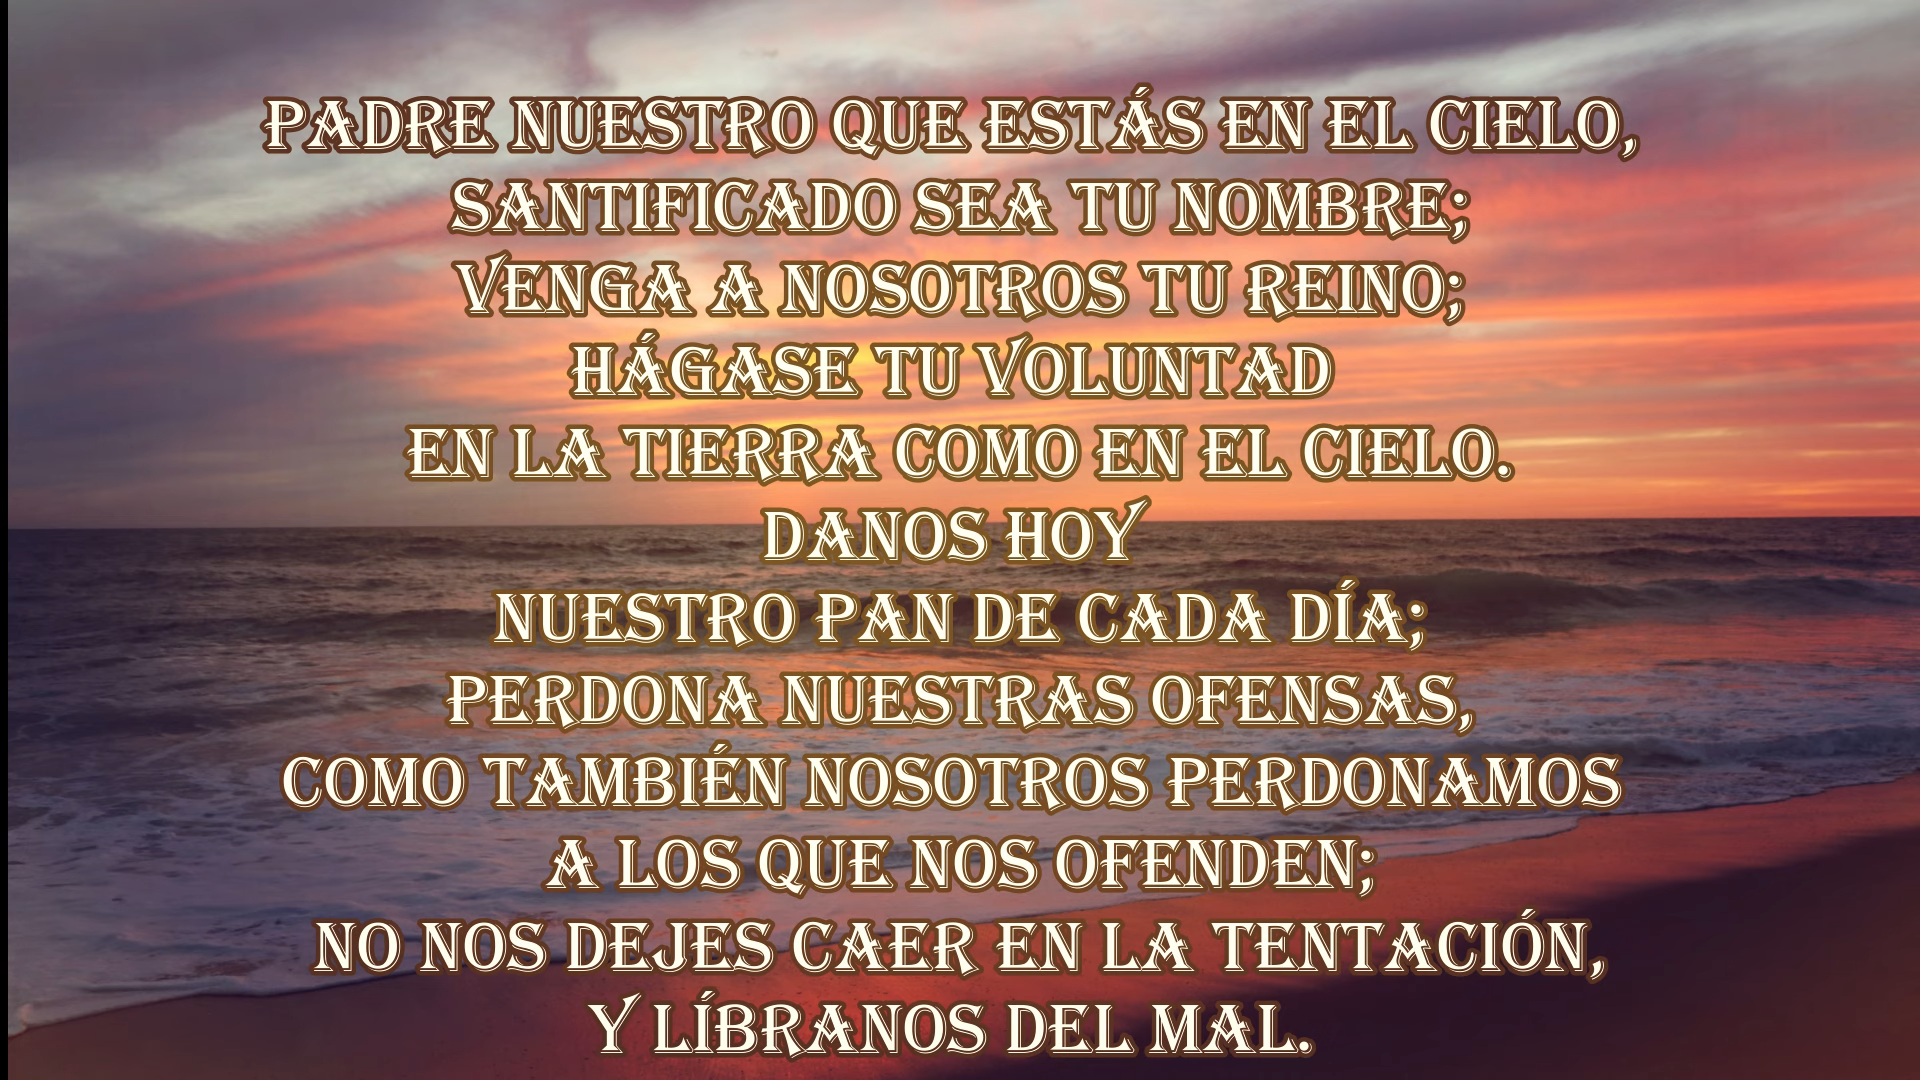 PADRE NUESTRO QUE ESTÁS EN EL CIELO,
SANTIFICADO SEA TU NOMBRE;
VENGA A NOSOTROS TU REINO;
HÁGASE TU VOLUNTAD
EN LA TIERRA COMO EN EL CIELO.
DANOS HOY
NUESTRO PAN DE CADA DÍA;
PERDONA NUESTRAS OFENSAS,
COMO TAMBIÉN NOSOTROS PERDONAMOS
A LOS QUE NOS OFENDEN;
NO NOS DEJES CAER EN LA TENTACIÓN,
Y LÍBRANOS DEL MAL.